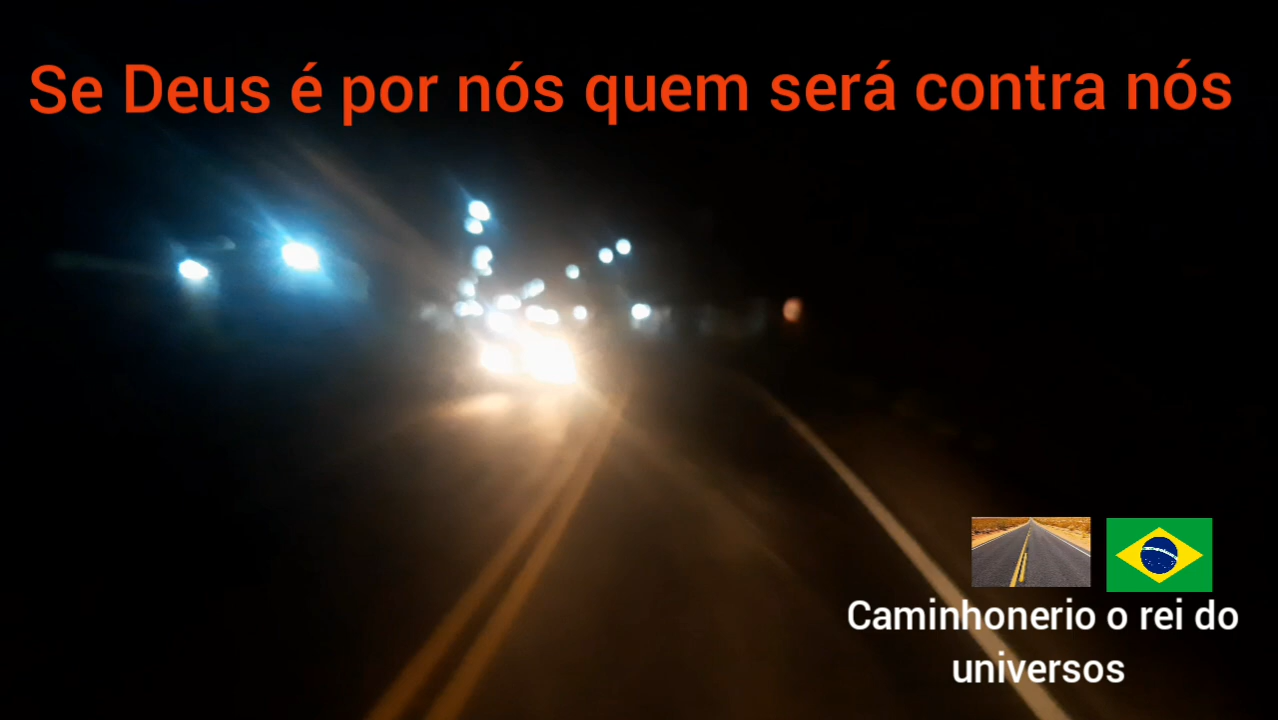 Se Deus é por nós quem será contra nós
Caminhonerio o rei do
universos